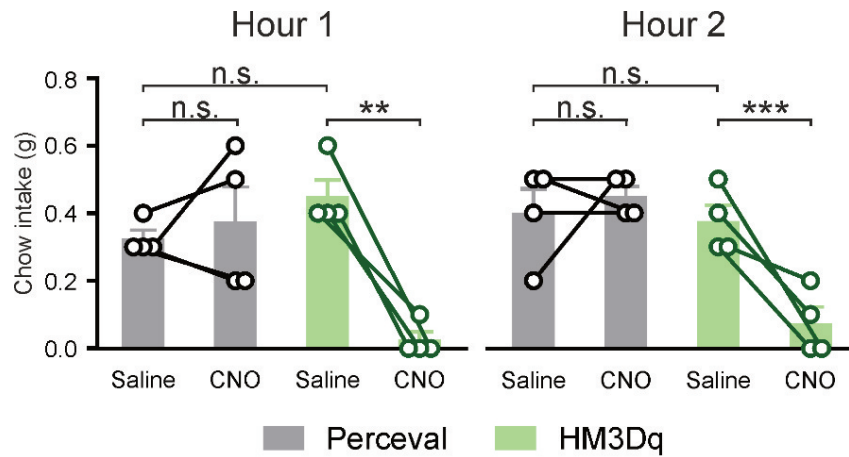 Hour 1 Hour 2
n.s. n.s.
n.s. ** n.s. ***
Chow intake (g)
0.8
0.6
0.4
0.2
0.0
Saline CNO Saline CNO Saline CNO Saline CNO
Perceval HM3Dq